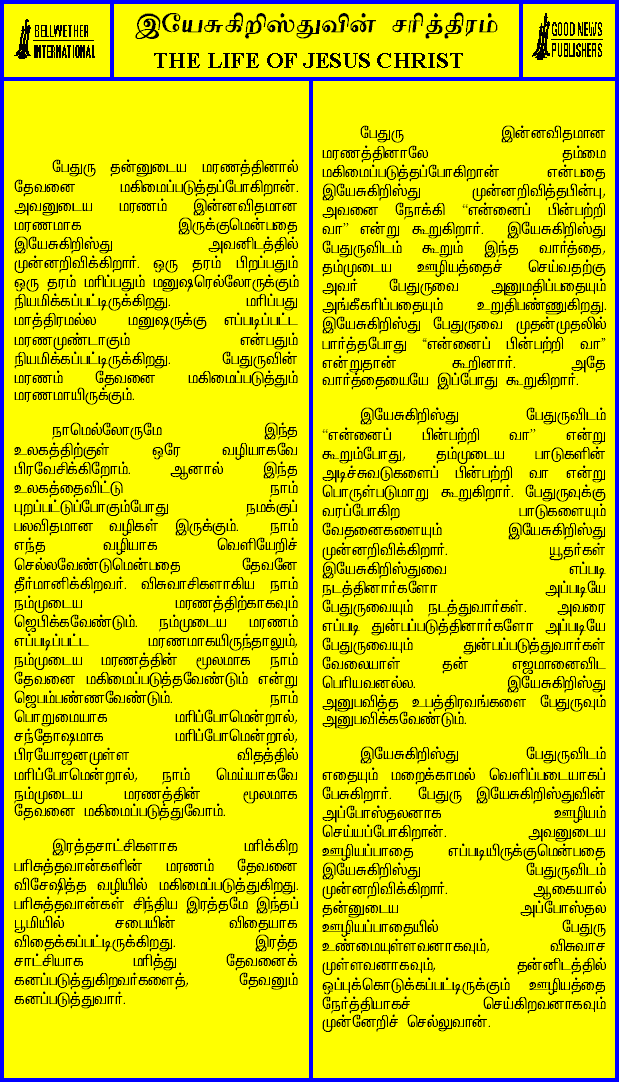 BELLWETHER
INTERNATIONAL
இயேசுகிறிஸ்துவின் சரித்திரம்
THE LIFE OF JESUS CHRIST
GOOD NEWS
PUBLISHERS
பேதுரு தன்னுடைய மரணத்தினால்
தேவனை மகிமைப்படுத்தப்போகிறான்.
அவனுடைய மரணம் இன்னவிதமான
மரணமாக இருக்குமென்பதை
இயேசுகிறிஸ்து அவனிடத்தில்
முன்னறிவிக்கிறார். ஒரு தரம் பிறப்பதும்
ஒரு தரம் மரிப்பதும் மனுஷரெல்லோருக்கும்
நியமிக்கப்பட்டிருக்கிறது. மரிப்பது
மாத்திரமல்ல மனுஷருக்கு எப்படிப்பட்ட
மரணமுண்டாகும் என்பதும்
நியமிக்கப்பட்டிருக்கிறது. பேதுருவின்
மரணம் தேவனை மகிமைப்படுத்தும்
மரணமாயிருக்கும்.
நாமெல்லோருமே இந்த
உலகத்திற்குள் ஒரே வழியாகவே
பிரவேசிக்கிறோம். ஆனால் இந்த
உலகத்தைவிட்டு நாம்
புறப்பட்டுப்போகும்போது நமக்குப்
பலவிதமான வழிகள் இருக்கும். நாம்
எந்த வழியாக வெளியேறிச்
செல்லவேண்டுமென்பதை தேவனே
தீர்மானிக்கிறவர். விசுவாசிகளாகிய நாம்
நம்முடைய மரணத்திற்காகவும்
ஜெபிக்கவேண்டும். நம்முடைய மரணம்
எப்படிப்பட்ட மரணமாகயிருந்தாலும்,
நம்முடைய மரணத்தின் மூலமாக நாம்
தேவனை மகிமைப்படுத்தவேண்டும் என்று
ஜெபம்பண்ணவேண்டும். நாம்
பொறுமையாக மரிப்போமென்றால்,
சந்தோஷமாக மரிப்போமென்றால்,
பிரயோஜனமுள்ள விதத்தில்
மரிப்போமென்றால், நாம் மெய்யாகவே
நம்முடைய மரணத்தின் மூலமாக
தேவனை மகிமைப்படுத்துவோம்.
இரத்தசாட்சிகளாக மரிக்கிற
பரிசுத்தவான்களின் மரணம் தேவனை
விசேஷித்த வழியில் மகிமைப்படுத்துகிறது.
பரிசுத்தவான்கள் சிந்திய இரத்தமே இந்தப்
பூமியில் சபையின் விதையாக
விதைக்கப்பட்டிருக்கிறது. இரத்த
சாட்சியாக மரித்து தேவனைக்
கனப்படுத்துகிறவர்களைத், தேவனும்
கனப்படுத்துவார்.
பேதுரு இன்னவிதமான
மரணத்தினாலே தம்மை
மகிமைப்படுத்தப்போகிறான் என்பதை
இயேசுகிறிஸ்து முன்னறிவித்தபின்பு,
அவனை நோக்கி “என்னைப் பின்பற்றி
வா” என்று கூறுகிறார். இயேசுகிறிஸ்து
பேதுருவிடம் கூறும் இந்த வார்த்தை,
தம்முடைய ஊழியத்தைச் செய்வதற்கு
அவர் பேதுருவை அனுமதிப்பதையும்
அங்கீகரிப்பதையும் உறுதிபண்ணுகிறது.
இயேசுகிறிஸ்து பேதுருவை முதன்முதலில்
பார்த்தபோது “என்னைப் பின்பற்றி வா”
என்றுதான் கூறினார். அதே
வார்த்தையையே இப்போது கூறுகிறார்.
இயேசுகிறிஸ்து பேதுருவிடம்
“என்னைப் பின்பற்றி வா” என்று
கூறும்போது, தம்முடைய பாடுகளின்
அடிச்சுவடுகளைப் பின்பற்றி வா என்று
பொருள்படுமாறு கூறுகிறார். பேதுருவுக்கு
வரப்போகிற பாடுகளையும்
வேதனைகளையும் இயேசுகிறிஸ்து
முன்னறிவிக்கிறார். யூதர்கள்
இயேசுகிறிஸ்துவை எப்படி
நடத்தினார்களோ அப்படியே
பேதுருவையும் நடத்துவார்கள். அவரை
எப்படி துன்பப்படுத்தினார்களோ அப்படியே
பேதுருவையும் துன்பப்படுத்துவார்கள்
வேலையாள் தன் எஜமானைவிட
பெரியவனல்ல. இயேசுகிறிஸ்து
அனுபவித்த உபத்திரவங்களை பேதுருவும்
அனுபவிக்கவேண்டும்.
இயேசுகிறிஸ்து பேதுருவிடம்
எதையும் மறைக்காமல் வெளிப்படையாகப்
பேசுகிறார். பேதுரு இயேசுகிறிஸ்துவின்
அப்போஸ்தலனாக ஊழியம்
செய்யப்போகிறான். அவனுடைய
ஊழியப்பாதை எப்படியிருக்குமென்பதை
இயேசுகிறிஸ்து பேதுருவிடம்
முன்னறிவிக்கிறார். ஆகையால்
தன்னுடைய அப்போஸ்தல
ஊழியப்பாதையில் பேதுரு
உண்மையுள்ளவனாகவும், விசுவாச
முள்ளவனாகவும், தன்னிடத்தில்
ஒப்புக்கொடுக்கப்பட்டிருக்கும் ஊழியத்தை
நேர்த்தியாகச் செய்கிறவனாகவும்
முன்னேறிச் செல்லுவான்.